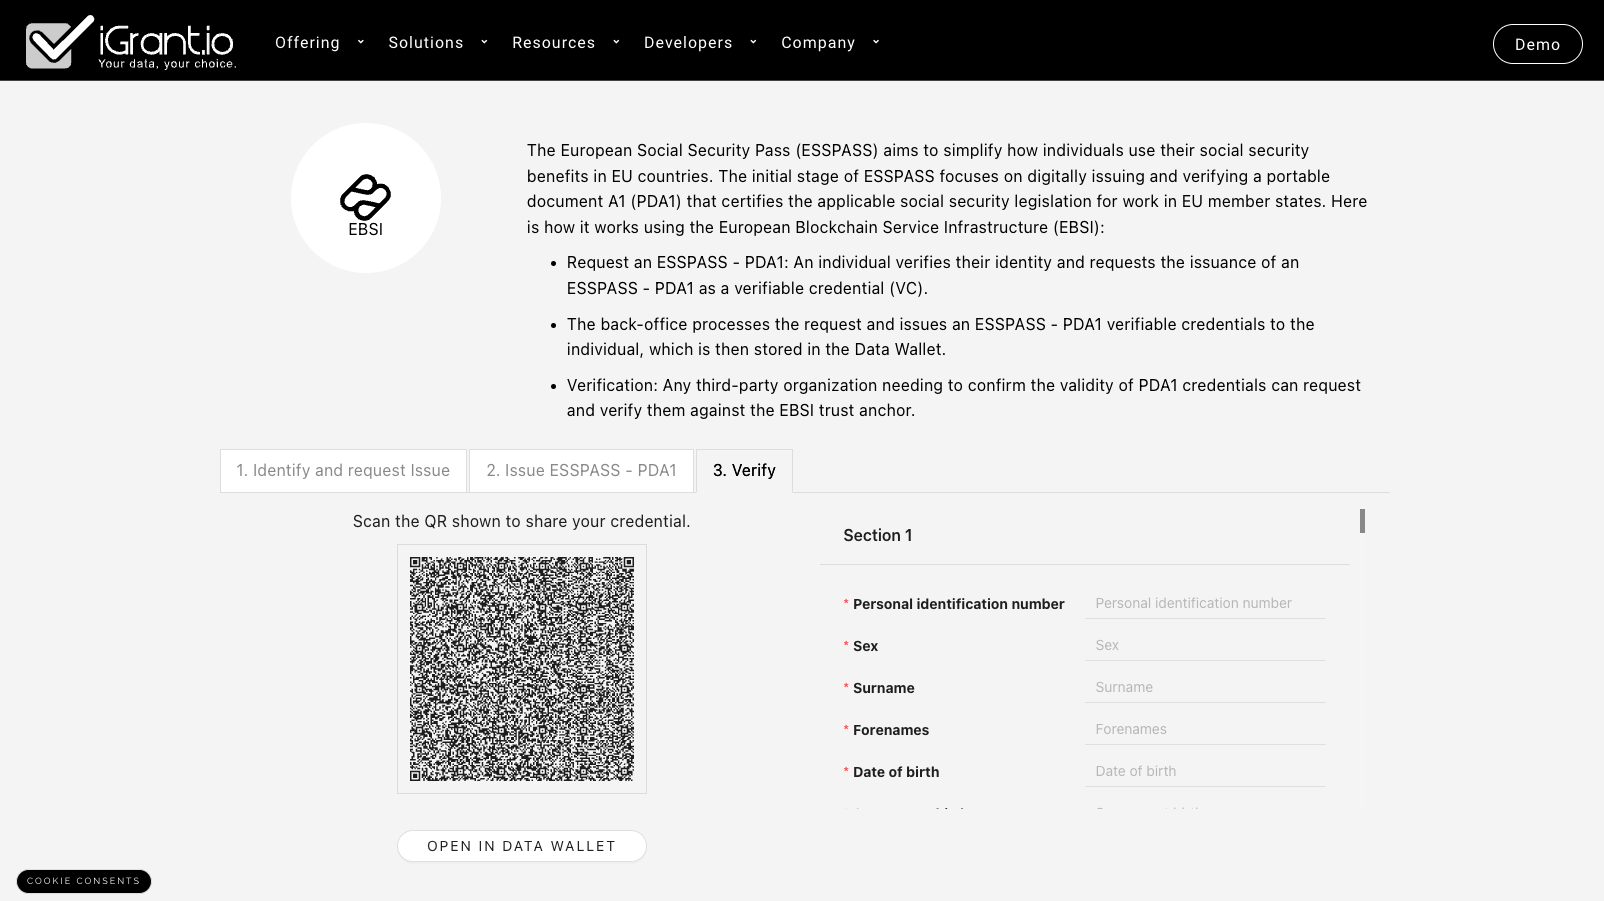 iGrant.io
Your data, your choice.
Offering
Solutions
Resources
Developers
Company
Demo
EBSI
The European Social Security Pass (ESSPASS) aims to simplify how individuals use their social security
benefits in EU countries. The initial stage of ESSPASS focuses on digitally issuing and verifying a portable
document A1 (PDA1) that certifies the applicable social security legislation for work in EU member states. Here
is how it works using the European Blockchain Service Infrastructure (EBSI):
• Request an ESSPASS - PDA1: An individual verifies their identity and requests the issuance of an
ESSPASS - PDA1 as a verifiable credential (VC).
• The back-office processes the request and issues an ESSPASS - PDA1 verifiable credentials to the
individual, which is then stored in the Data Wallet.
• Verification: Any third-party organization needing to confirm the validity of PDA1 credentials can request
and verify them against the EBSI trust anchor.
1. Identify and request Issue
2. Issue ESSPASS - PDA1
3. Verify
Scan the QR shown to share your credential.
OPEN IN DATA WALLET
Section 1
* Personal identification number Personal identification number
* Sex Sex
* Surname Surname
* Forenames Forenames
* Date of birth Date of birth
COOKIE CONSENTS